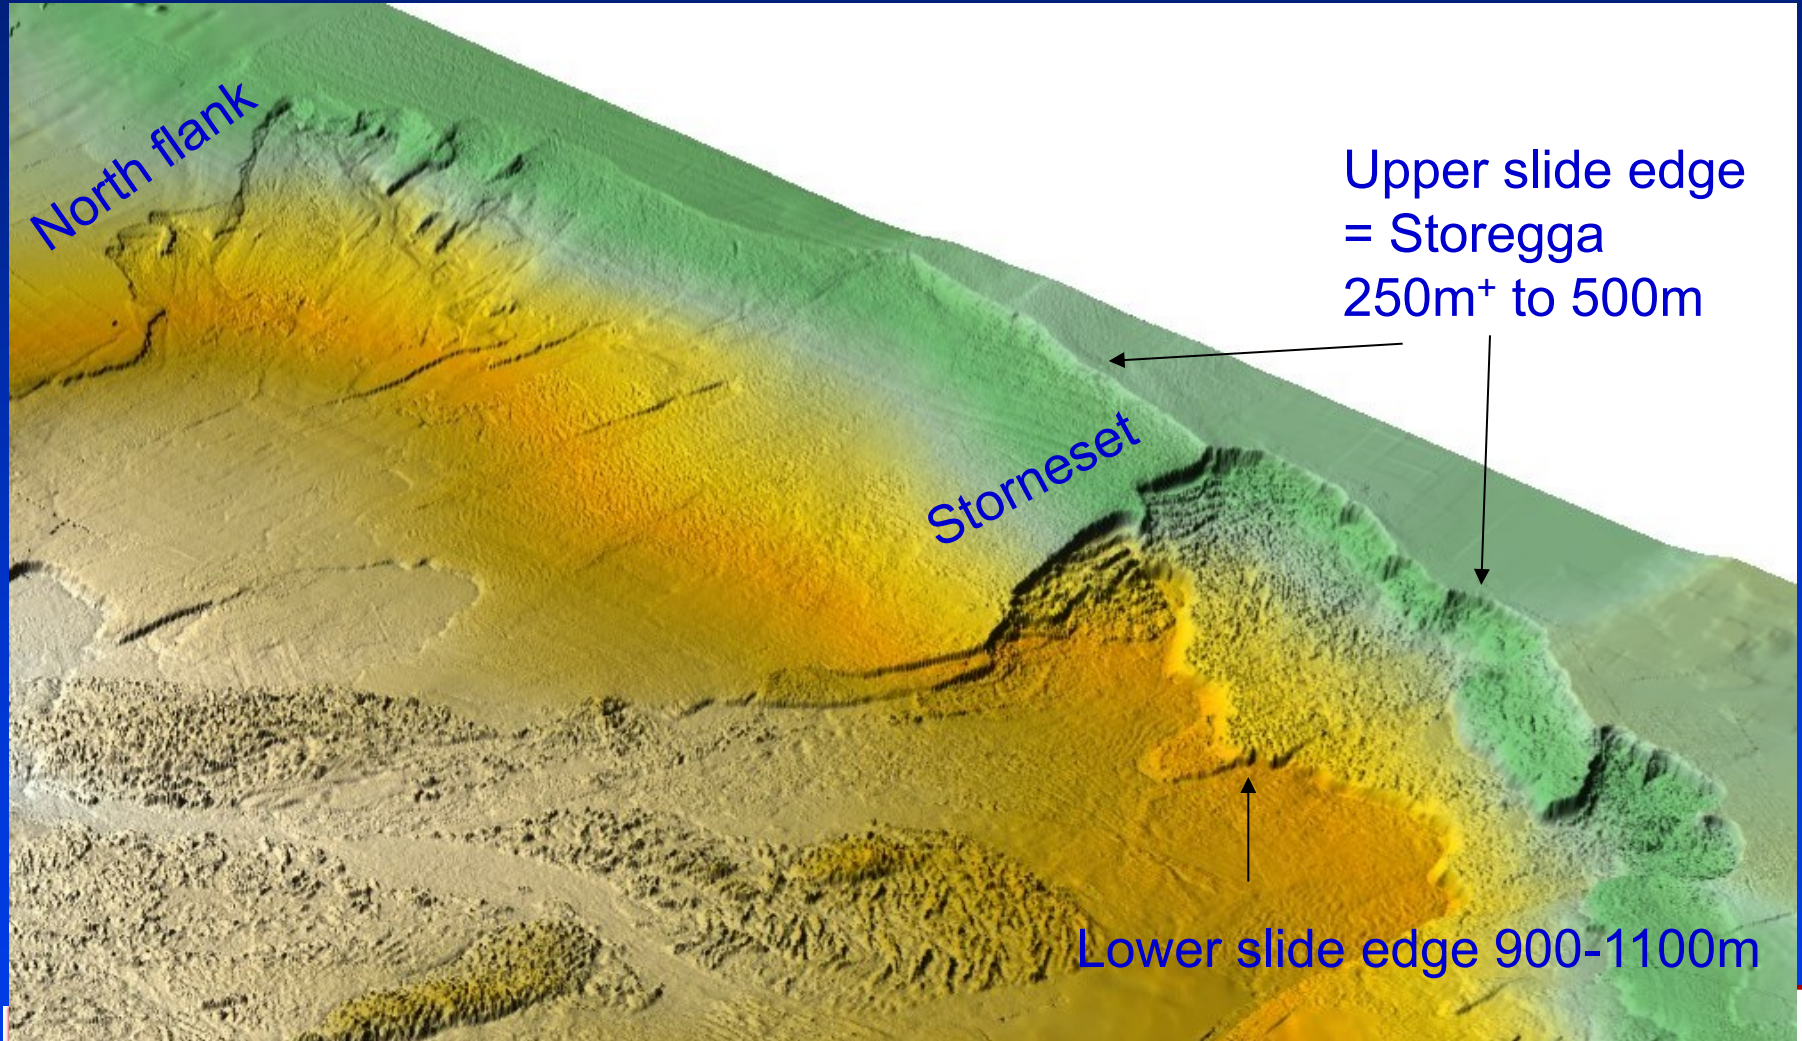 North flank
Upper slide edge
= Storegga
250m⁺ to 500m
Storneset
Lower slide edge 900-1100m